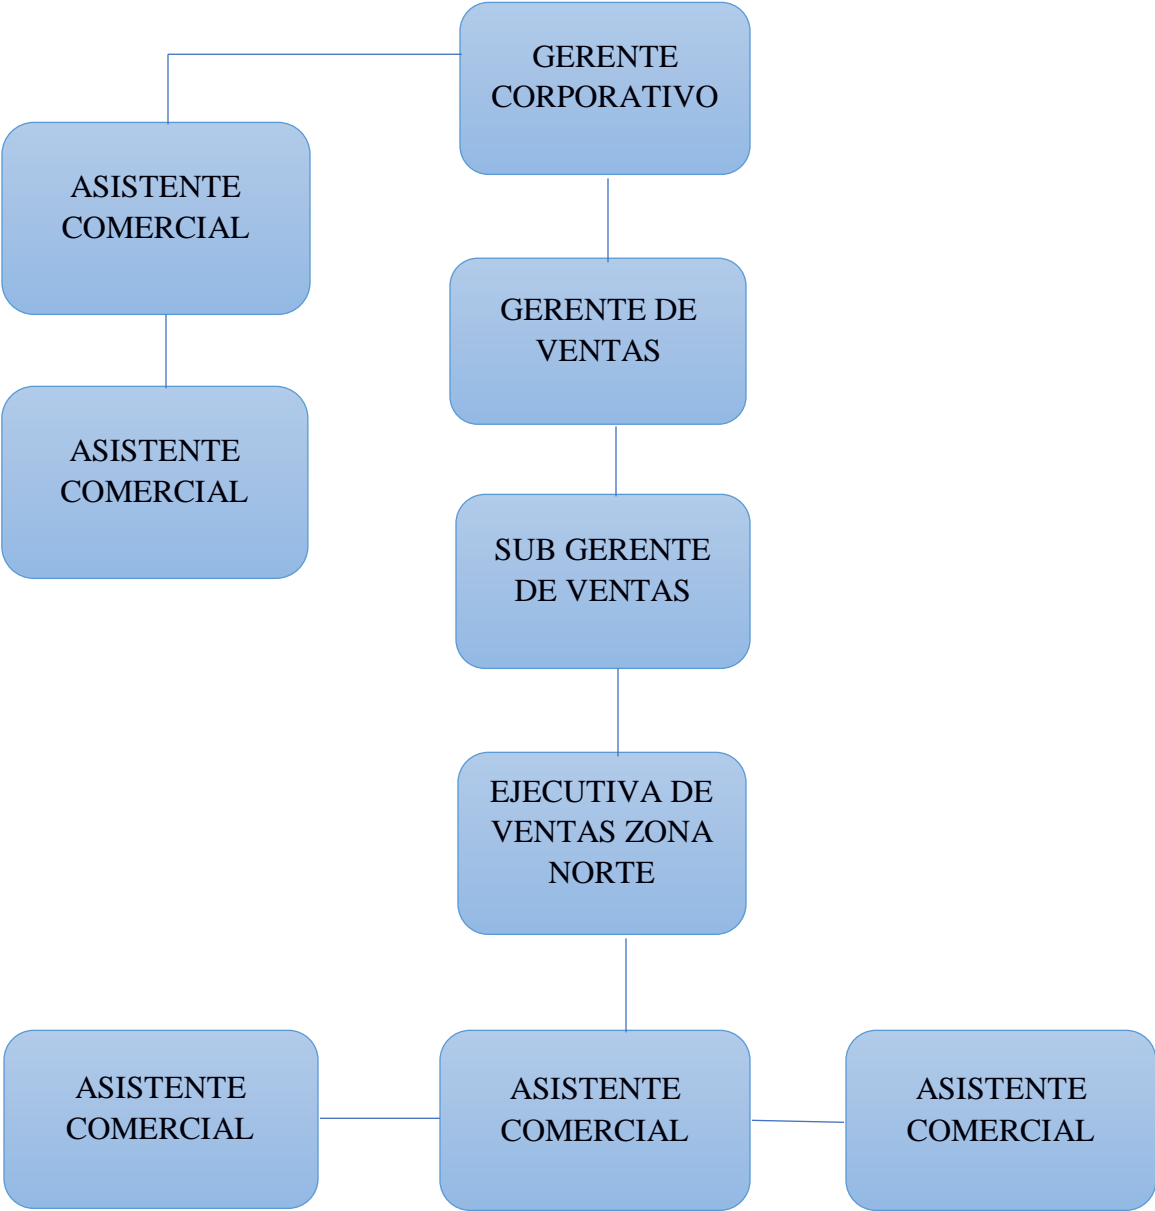 GERENTE
CORPORATIVO
ASISTENTE
COMERCIAL
GERENTE DE
VENTAS
ASISTENTE
COMERCIAL
SUB GERENTE
DE VENTAS
EJECUTIVA DE
VENTAS ZONA
NORTE
ASISTENTE
COMERCIAL
ASISTENTE
COMERCIAL
ASISTENTE
COMERCIAL